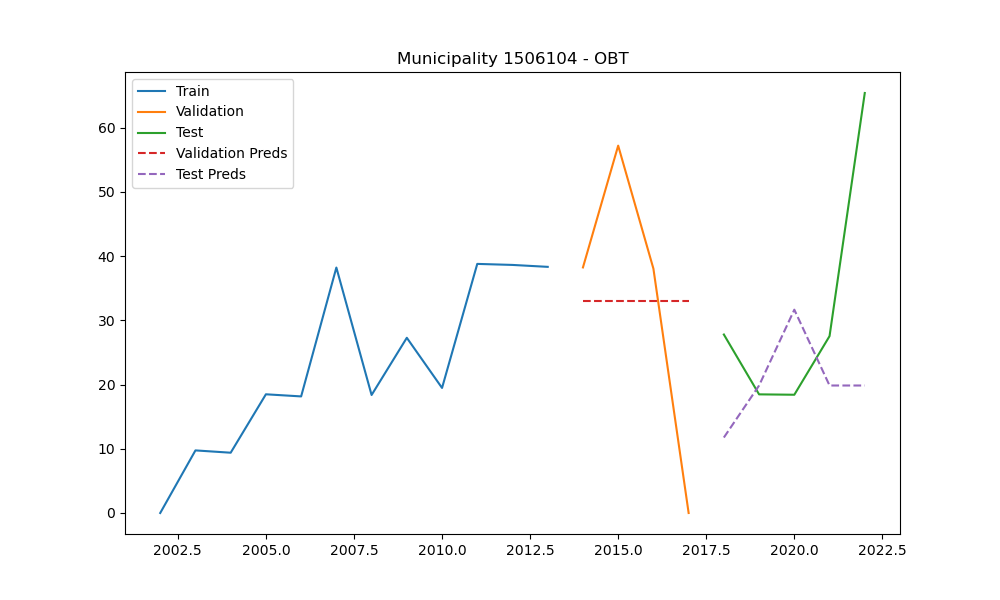 Municipality 1506104 - OBT
Train
Validation
Test
Validation Preds
Test Preds
60
50
40
30
20
10
0
2002.5 2005.0 2007.5 2010.0 2012.5 2015.0 2017.5 2020.0 2022.5